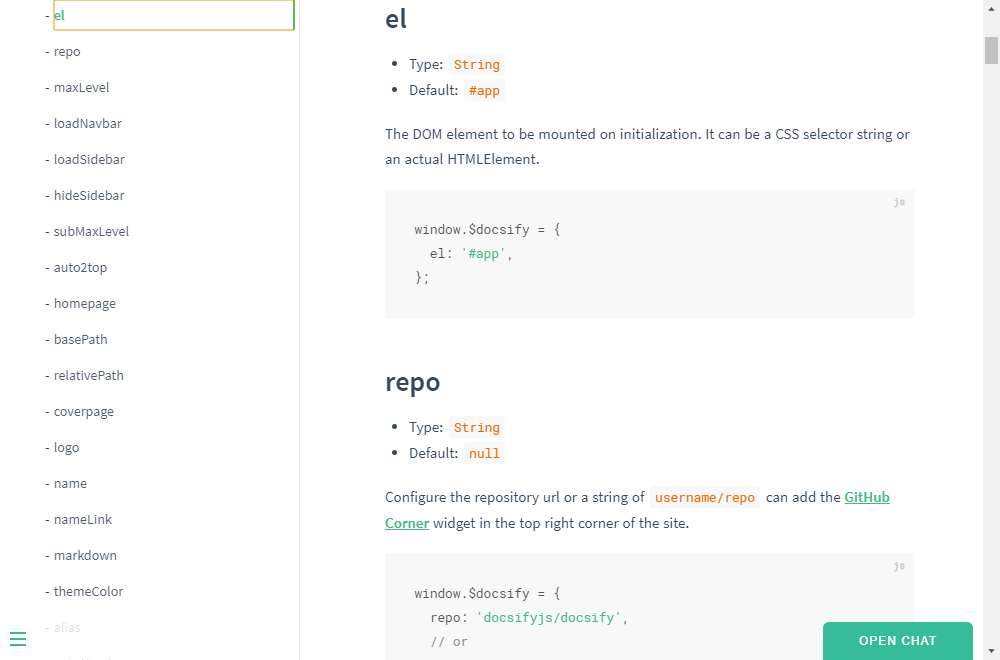 - el
- repo
- maxLevel
- loadNavbar
- loadSidebar
- hideSidebar
- subMaxLevel
- auto2top
- homepage
- basePath
- relativePath
- coverpage
- logo
- name
- nameLink
- markdown
- themeColor
- alias
el
• Type: String
• Default: #app
The DOM element to be mounted on initialization. It can be a CSS selector string or
an actual HTMLElement.
js
window.$docsify = {
  el: '#app',
};
repo
• Type: String
• Default: null
Configure the repository url or a string of username/repo can add the GitHub
Corner widget in the top right corner of the site.
js
window.$docsify = {
  repo: 'docsifyjs/docsify',
  // or
OPEN CHAT